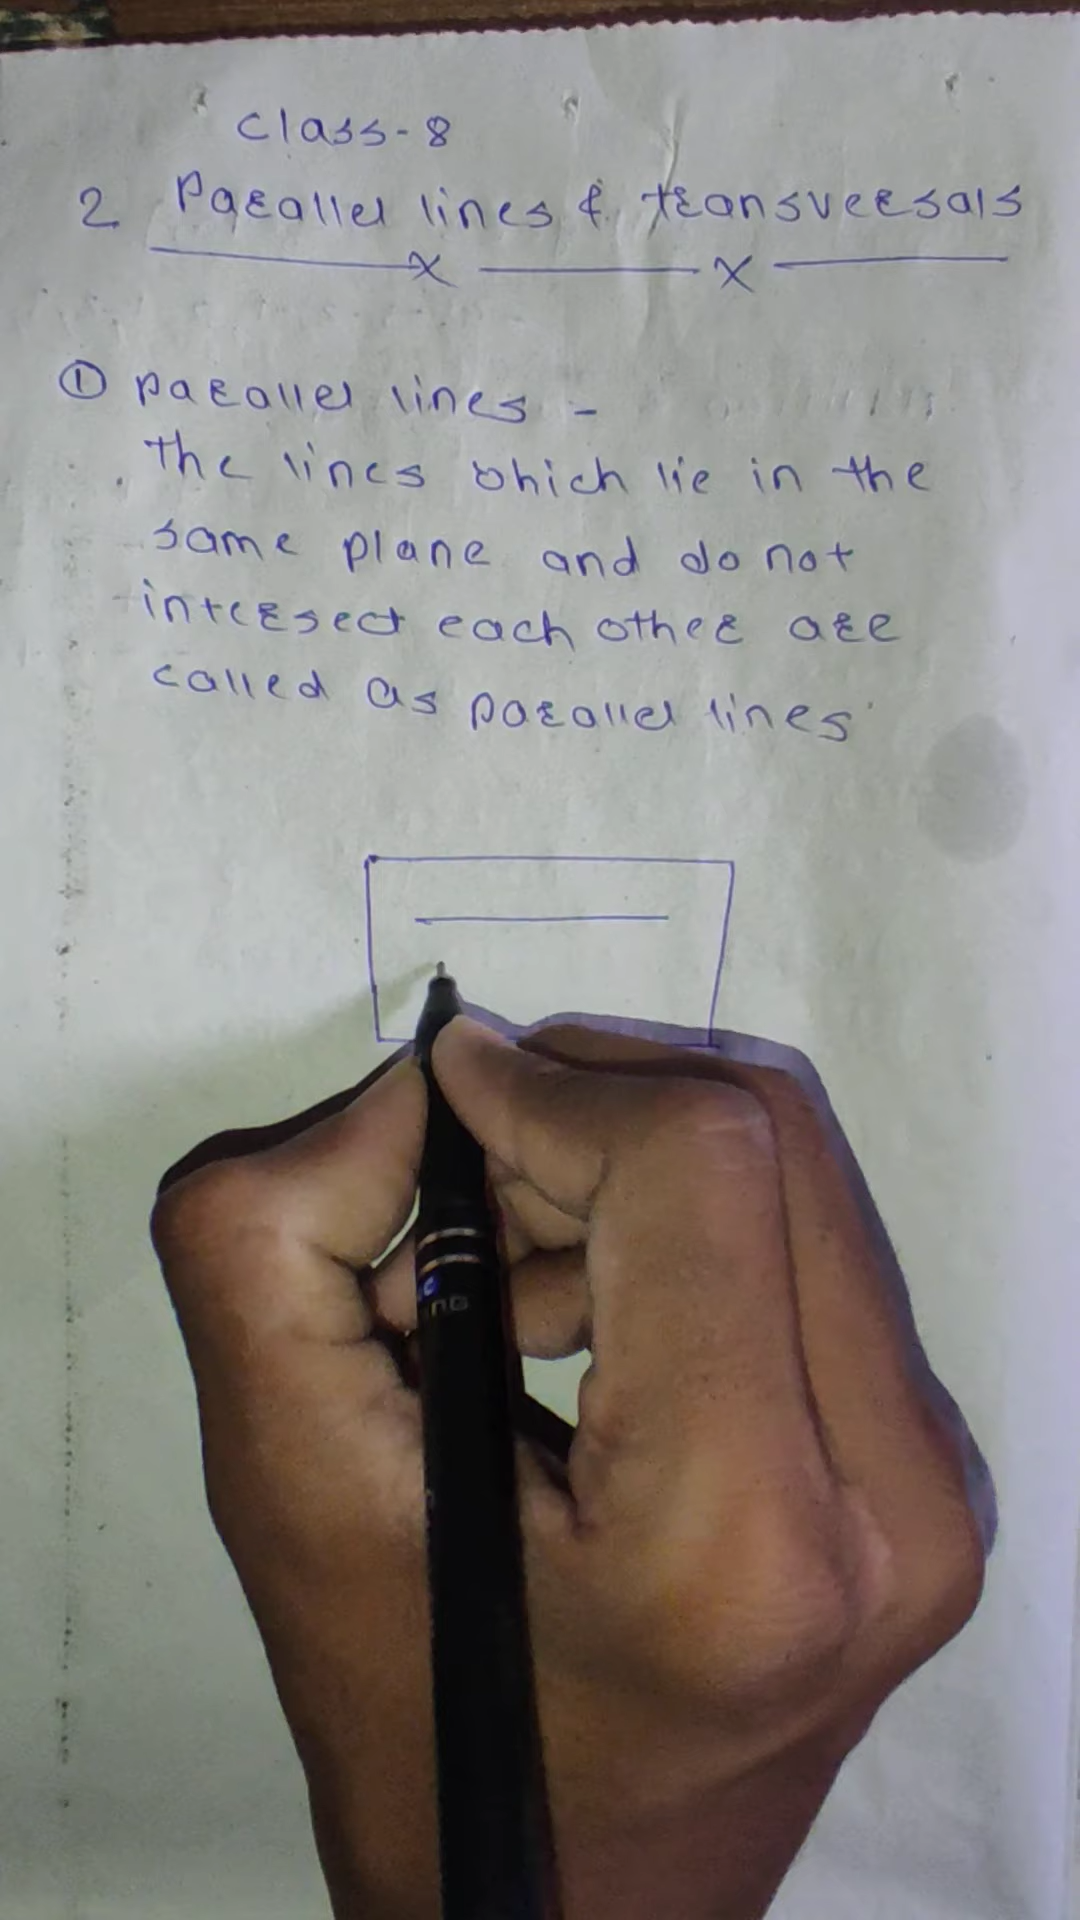 class-8
2 Parallel lines & transversals
① parallel lines -
The lines which lie in the
same plane and do not
intersect each other are
called as parallel lines